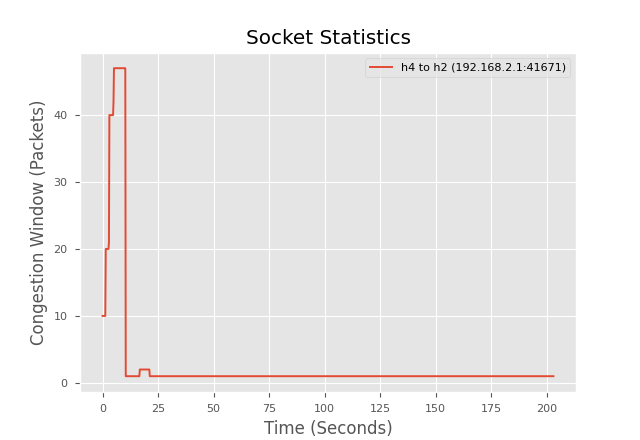 Socket Statistics
h4 to h2 (192.168.2.1:41671)
Congestion Window (Packets)
40
30
20
10
0
0 25 50 75 100 125 150 175 200
Time (Seconds)